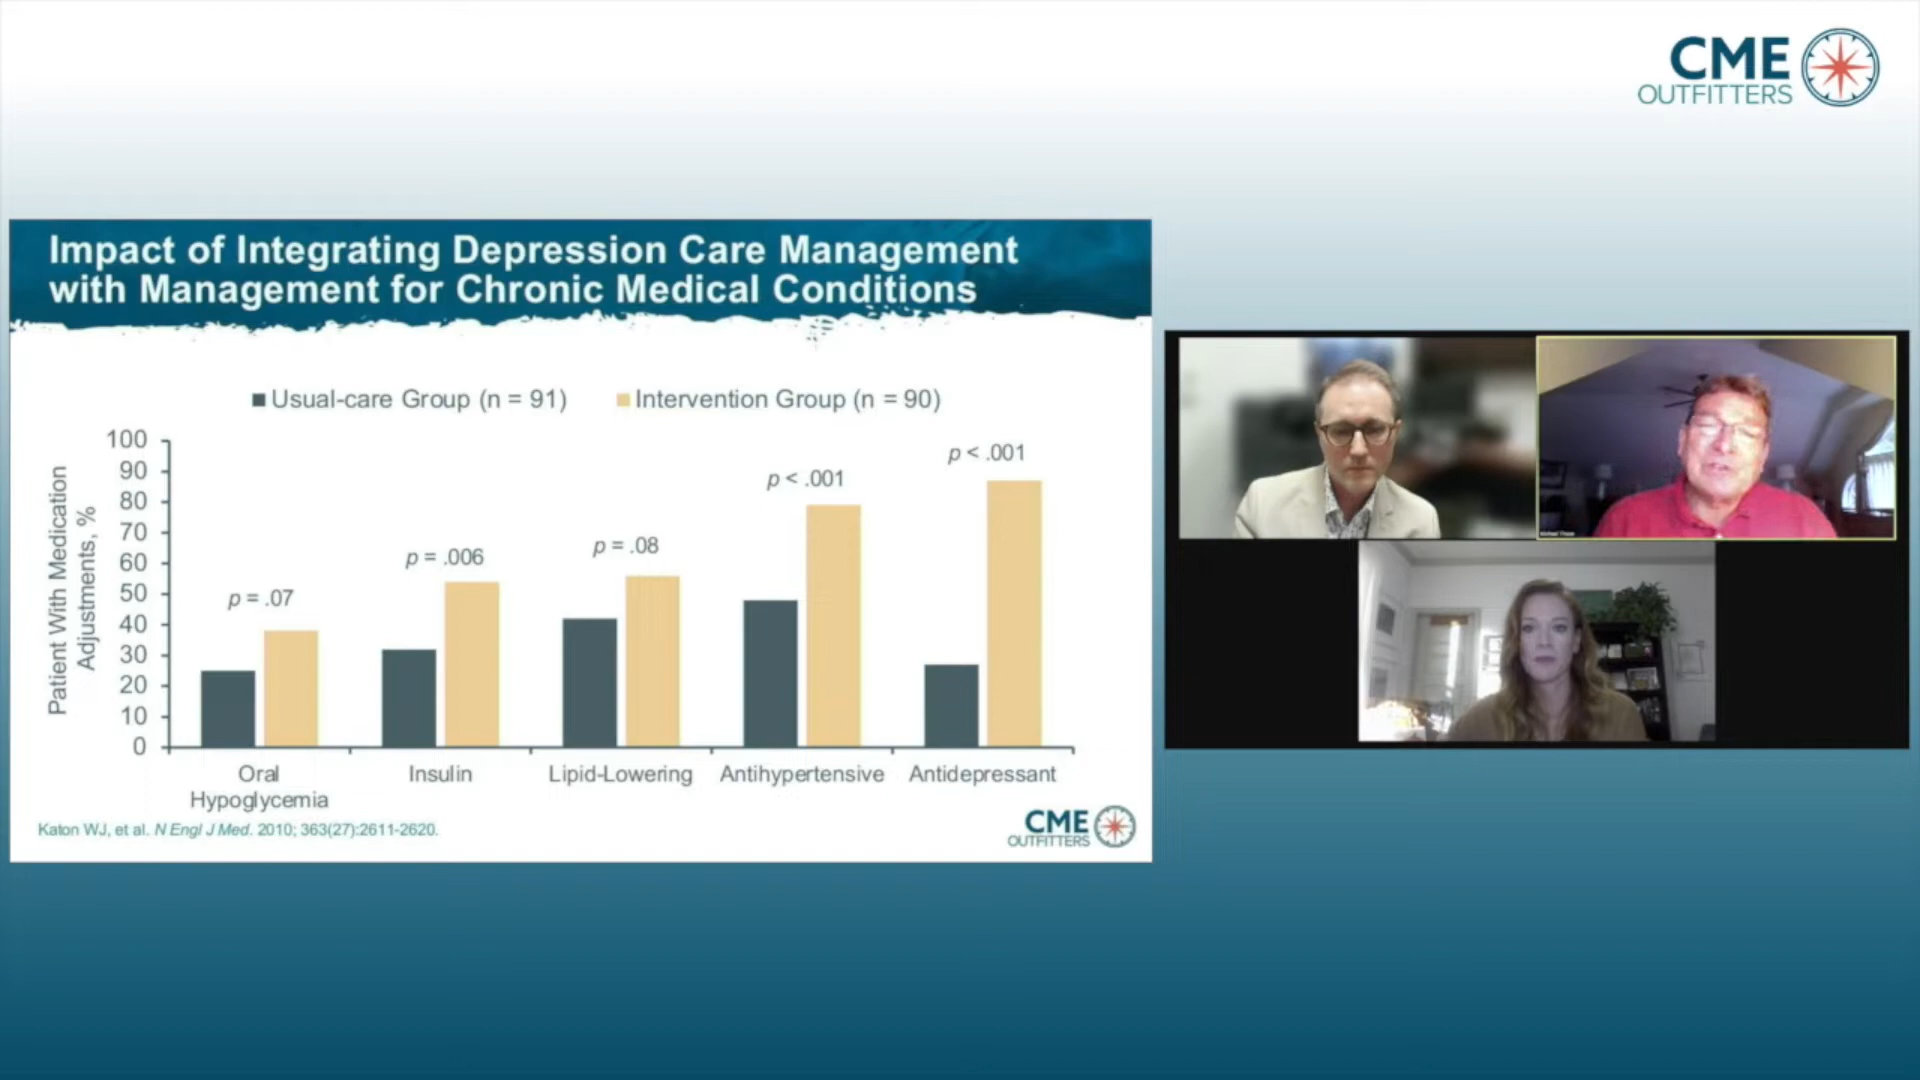 CME
OUTFITTERS
Impact of Integrating Depression Care Management
with Management for Chronic Medical Conditions
Usual-care Group (n = 91)
Intervention Group (n = 90)
Patient With Medication
Adjustments, %
100
90
80
70
60
50
40
30
20
10
0
p = .07
p = .006
p = .08
p < .001
p < .001
Oral
Hypoglycemia
Insulin
Lipid-Lowering
Antihypertensive
Antidepressant
Katon WJ, et al. N Engl J Med. 2010; 363(27):2611-2620.
CME
OUTFITTERS